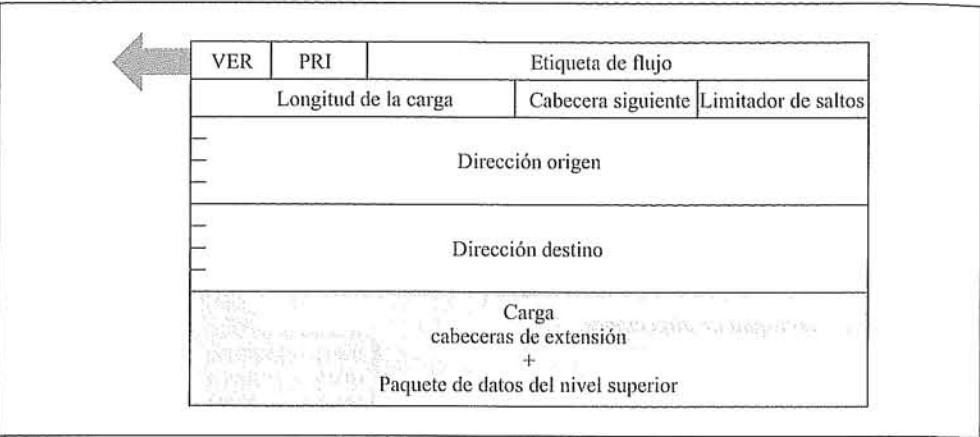 VER PRI Etiqueta de flujo
Longitud de la carga Cabecera siguiente Limitador de saltos
Dirección origen
Dirección destino
Carga
cabeceras de extensión
+
Paquete de datos del nivel superior